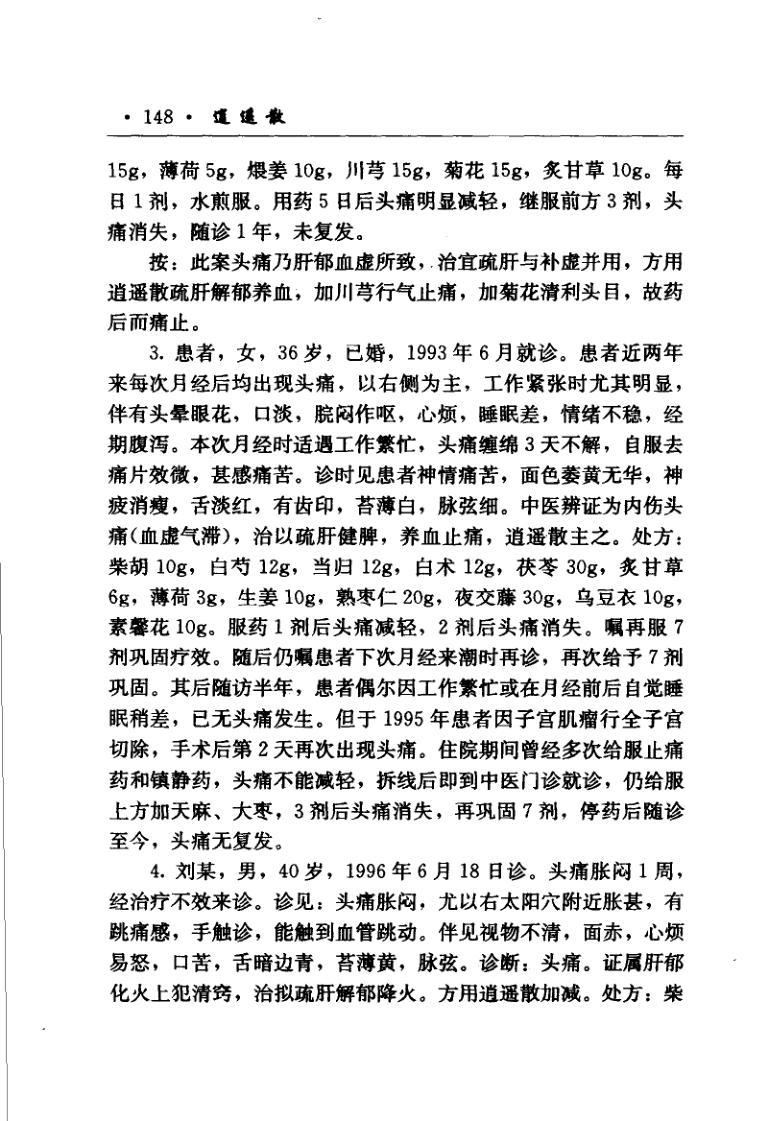 · 148 · 逍遥散
15g，薄荷 5g，煨姜 10g，川芎 15g，菊花 15g，炙甘草 10g。每
日 1 剂，水煎服。用药 5 日后头痛明显减轻，继服前方 3 剂，头
痛消失，随诊 1 年，未复发。
按：此案头痛乃肝郁血虚所致，治宜疏肝与补虚并用，方用
逍遥散疏肝解郁养血，加川芎行气止痛，加菊花清利头目，故药
后而痛止。
3. 患者，女，36 岁，已婚，1993 年 6 月就诊。患者近两年
来每次月经后均出现头痛，以右侧为主，工作紧张时尤其明显，
伴有头晕眼花，口淡，脘闷作呕，心烦，睡眠差，情绪不稳，经
期腹泻。本次月经时适遇工作繁忙，头痛缠绵 3 天不解，自服去
痛片效微，甚感痛苦。诊时见患者神情痛苦，面色萎黄无华，神
疲消瘦，舌淡红，有齿印，苔薄白，脉弦细。中医辨证为内伤头
痛(血虚气滞)，治以疏肝健脾，养血止痛，逍遥散主之。处方：
柴胡 10g，白芍 12g，当归 12g，白术 12g，茯苓 30g，炙甘草
6g，薄荷 3g，生姜 10g，熟枣仁 20g，夜交藤 30g，乌豆衣 10g，
素馨花 10g。服药 1 剂后头痛减轻，2 剂后头痛消失。嘱再服 7
剂巩固疗效。随后仍嘱患者下次月经来潮时再诊，再次给予 7 剂
巩固。其后随访半年，患者偶尔因工作繁忙或在月经前后自觉睡
眠稍差，已无头痛发生。但于 1995 年患者因子宫肌瘤行全子宫
切除，手术后第 2 天再次出现头痛。住院期间曾经多次给服止痛
药和镇静药，头痛不能减轻，拆线后即到中医门诊就诊，仍给服
上方加天麻、大枣，3 剂后头痛消失，再巩固 7 剂，停药后随诊
至今，头痛无复发。
4. 刘某，男，40 岁，1996 年 6 月 18 日诊。头痛胀闷 1 周，
经治疗不效来诊。诊见：头痛胀闷，尤以右太阳穴附近胀甚，有
跳痛感，手触诊，能触到血管跳动。伴见视物不清，面赤，心烦
易怒，口苦，舌暗边青，苔薄黄，脉弦。诊断：头痛。证属肝郁
化火上犯清窍，治拟疏肝解郁降火。方用逍遥散加减。处方：柴